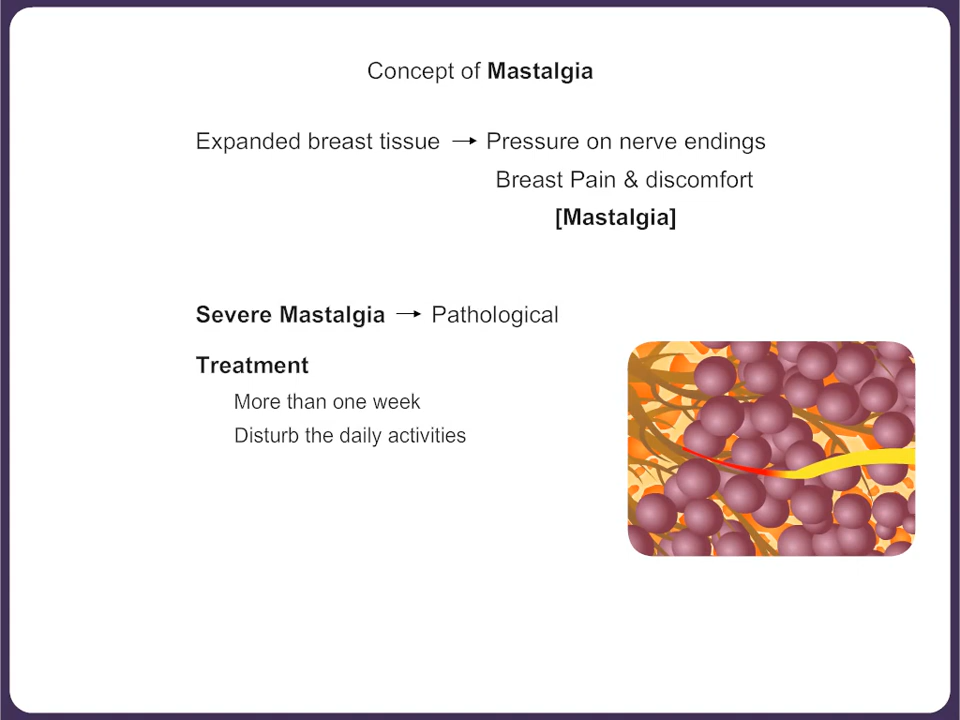 Concept of Mastalgia
Expanded breast tissue → Pressure on nerve endings
Breast Pain & discomfort
[Mastalgia]
Severe Mastalgia → Pathological
Treatment
More than one week
Disturb the daily activities